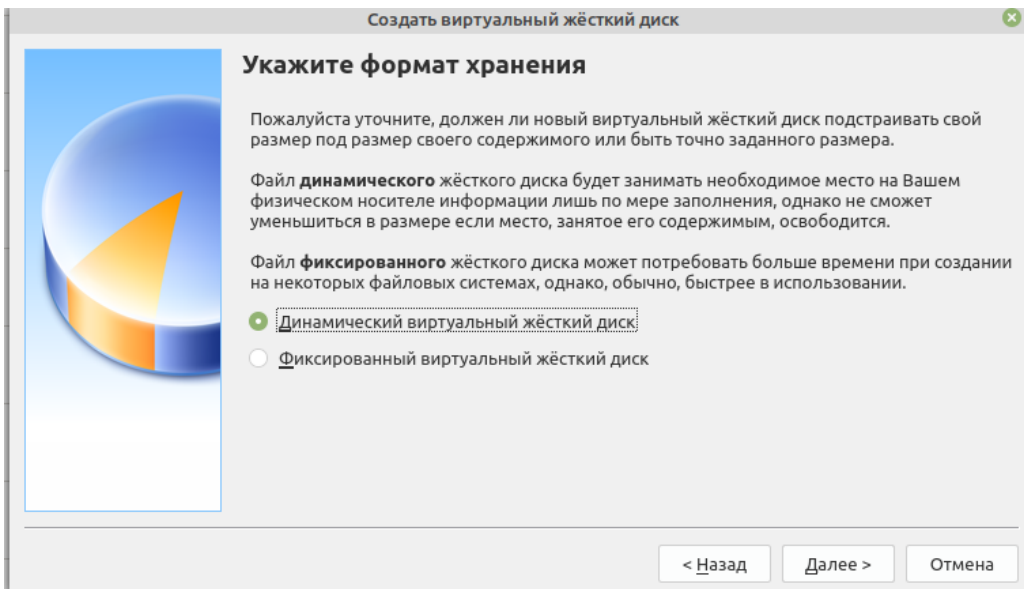 Создать виртуальный жёсткий диск
Укажите формат хранения
Пожалуйста уточните, должен ли новый виртуальный жёсткий диск подстраивать свой
размер под размер своего содержимого или быть точно заданного размера.
Файл динамического жёсткого диска будет занимать необходимое место на Вашем
физическом носителе информации лишь по мере заполнения, однако не сможет
уменьшиться в размере если место, занятое его содержимым, освободится.
Файл фиксированного жёсткого диска может потребовать больше времени при создании
на некоторых файловых системах, однако, обычно, быстрее в использовании.
Динамический виртуальный жёсткий диск
Фиксированный виртуальный жёсткий диск
< Назад Далее > Отмена